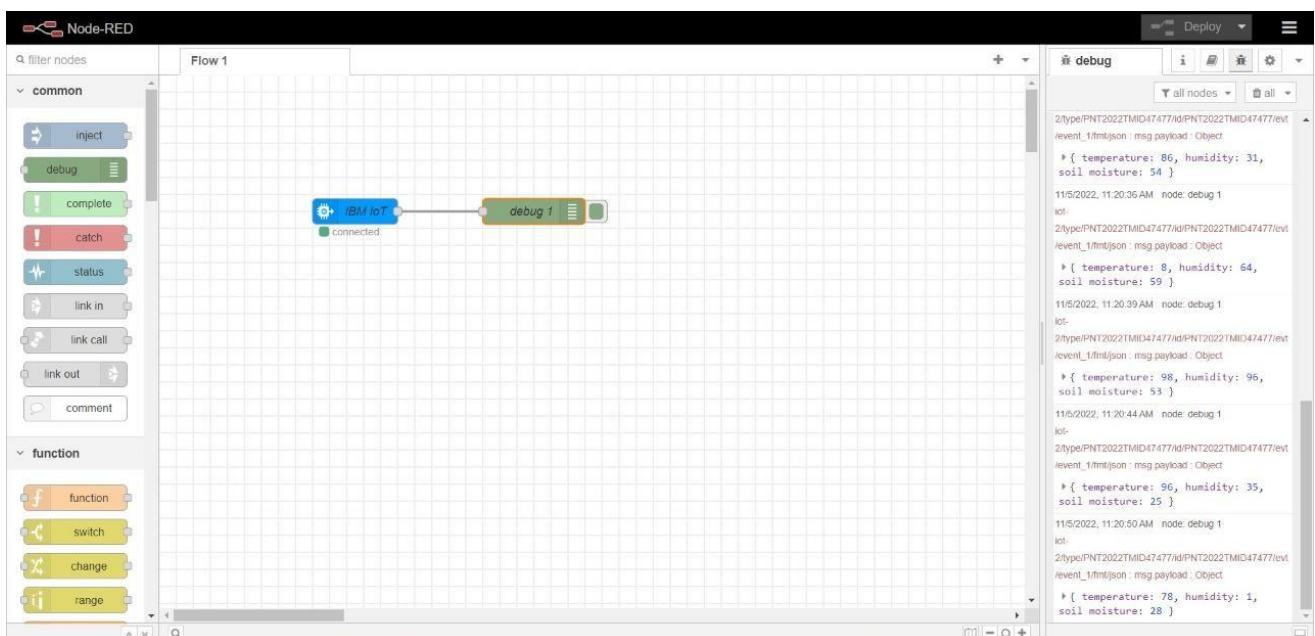 Node-RED
Deploy
filter nodes
Flow 1
debug
i
all nodes
all
common
inject
debug
complete
catch
status
link in
link call
link out
comment
function
function
switch
change
range
IBM IoT
connected
debug 1
2/type/PNT2022TMID47477/id/PNT2022TMID47477/evt
/event_1/fmt/json : msg.payload : Object
{ temperature: 86, humidity: 31,
soil moisture: 54 }
11/5/2022, 11:20:36 AM node: debug 1
iot-
2/type/PNT2022TMID47477/id/PNT2022TMID47477/evt
/event_1/fmt/json : msg.payload : Object
{ temperature: 8, humidity: 64,
soil moisture: 59 }
11/5/2022, 11:20:39 AM node: debug 1
iot-
2/type/PNT2022TMID47477/id/PNT2022TMID47477/evt
/event_1/fmt/json : msg.payload : Object
{ temperature: 98, humidity: 96,
soil moisture: 53 }
11/5/2022, 11:20:44 AM node: debug 1
iot-
2/type/PNT2022TMID47477/id/PNT2022TMID47477/evt
/event_1/fmt/json : msg.payload : Object
{ temperature: 96, humidity: 35,
soil moisture: 25 }
11/5/2022, 11:20:50 AM node: debug 1
iot-
2/type/PNT2022TMID47477/id/PNT2022TMID47477/evt
/event_1/fmt/json : msg.payload : Object
{ temperature: 78, humidity: 1,
soil moisture: 28 }